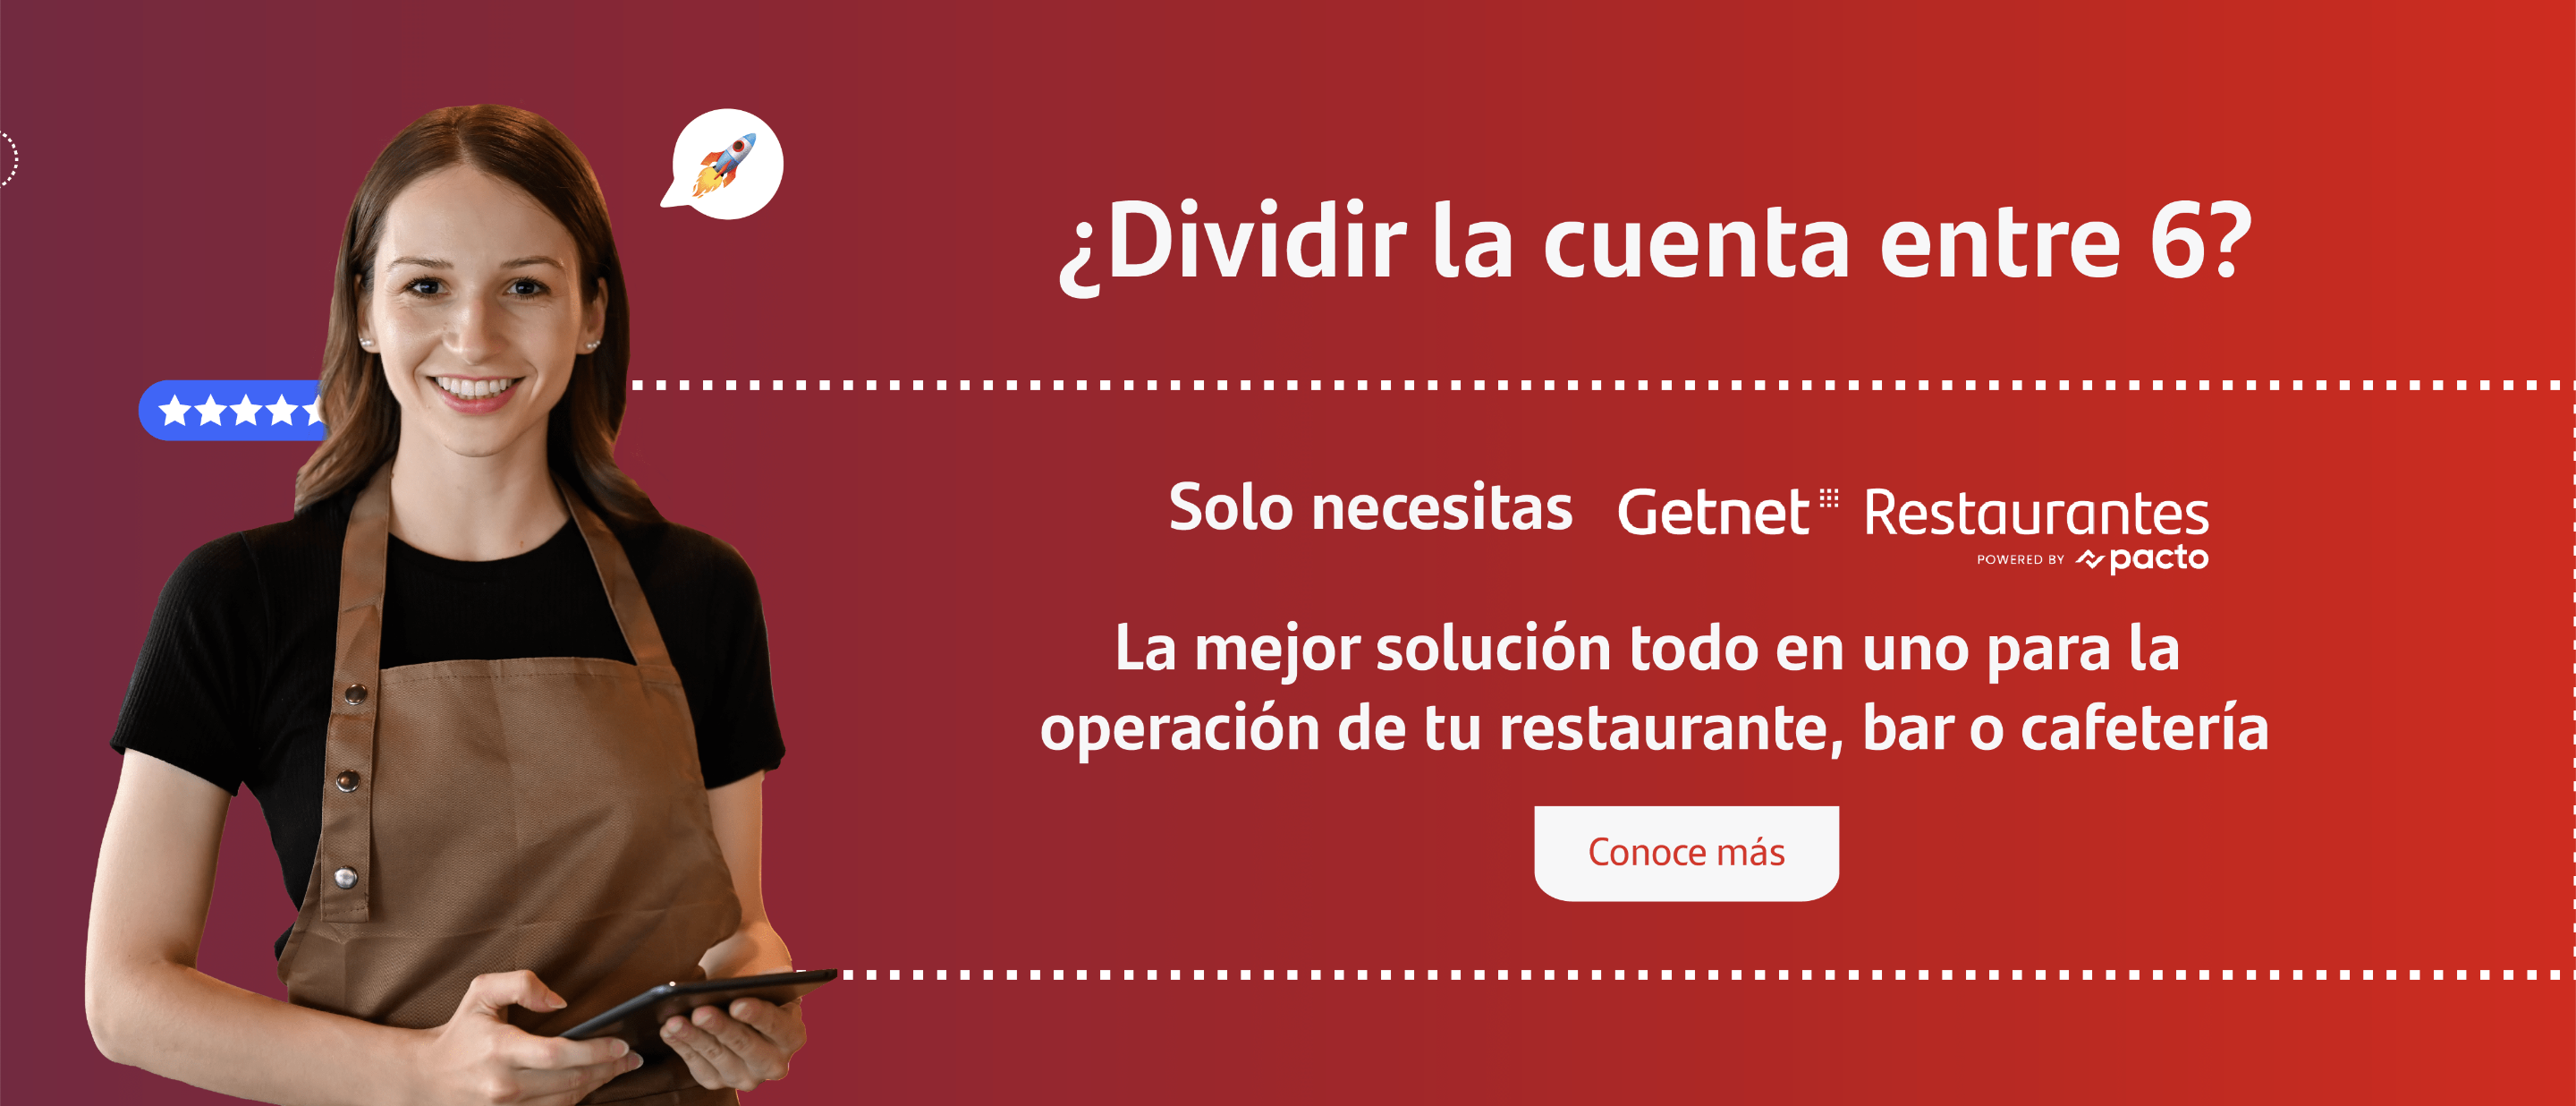 ¿Dividir la cuenta entre 6?
Solo necesitas Getnet Restaurantes
POWERED BY pacto
La mejor solución todo en uno para la
operación de tu restaurante, bar o cafetería
Conoce más